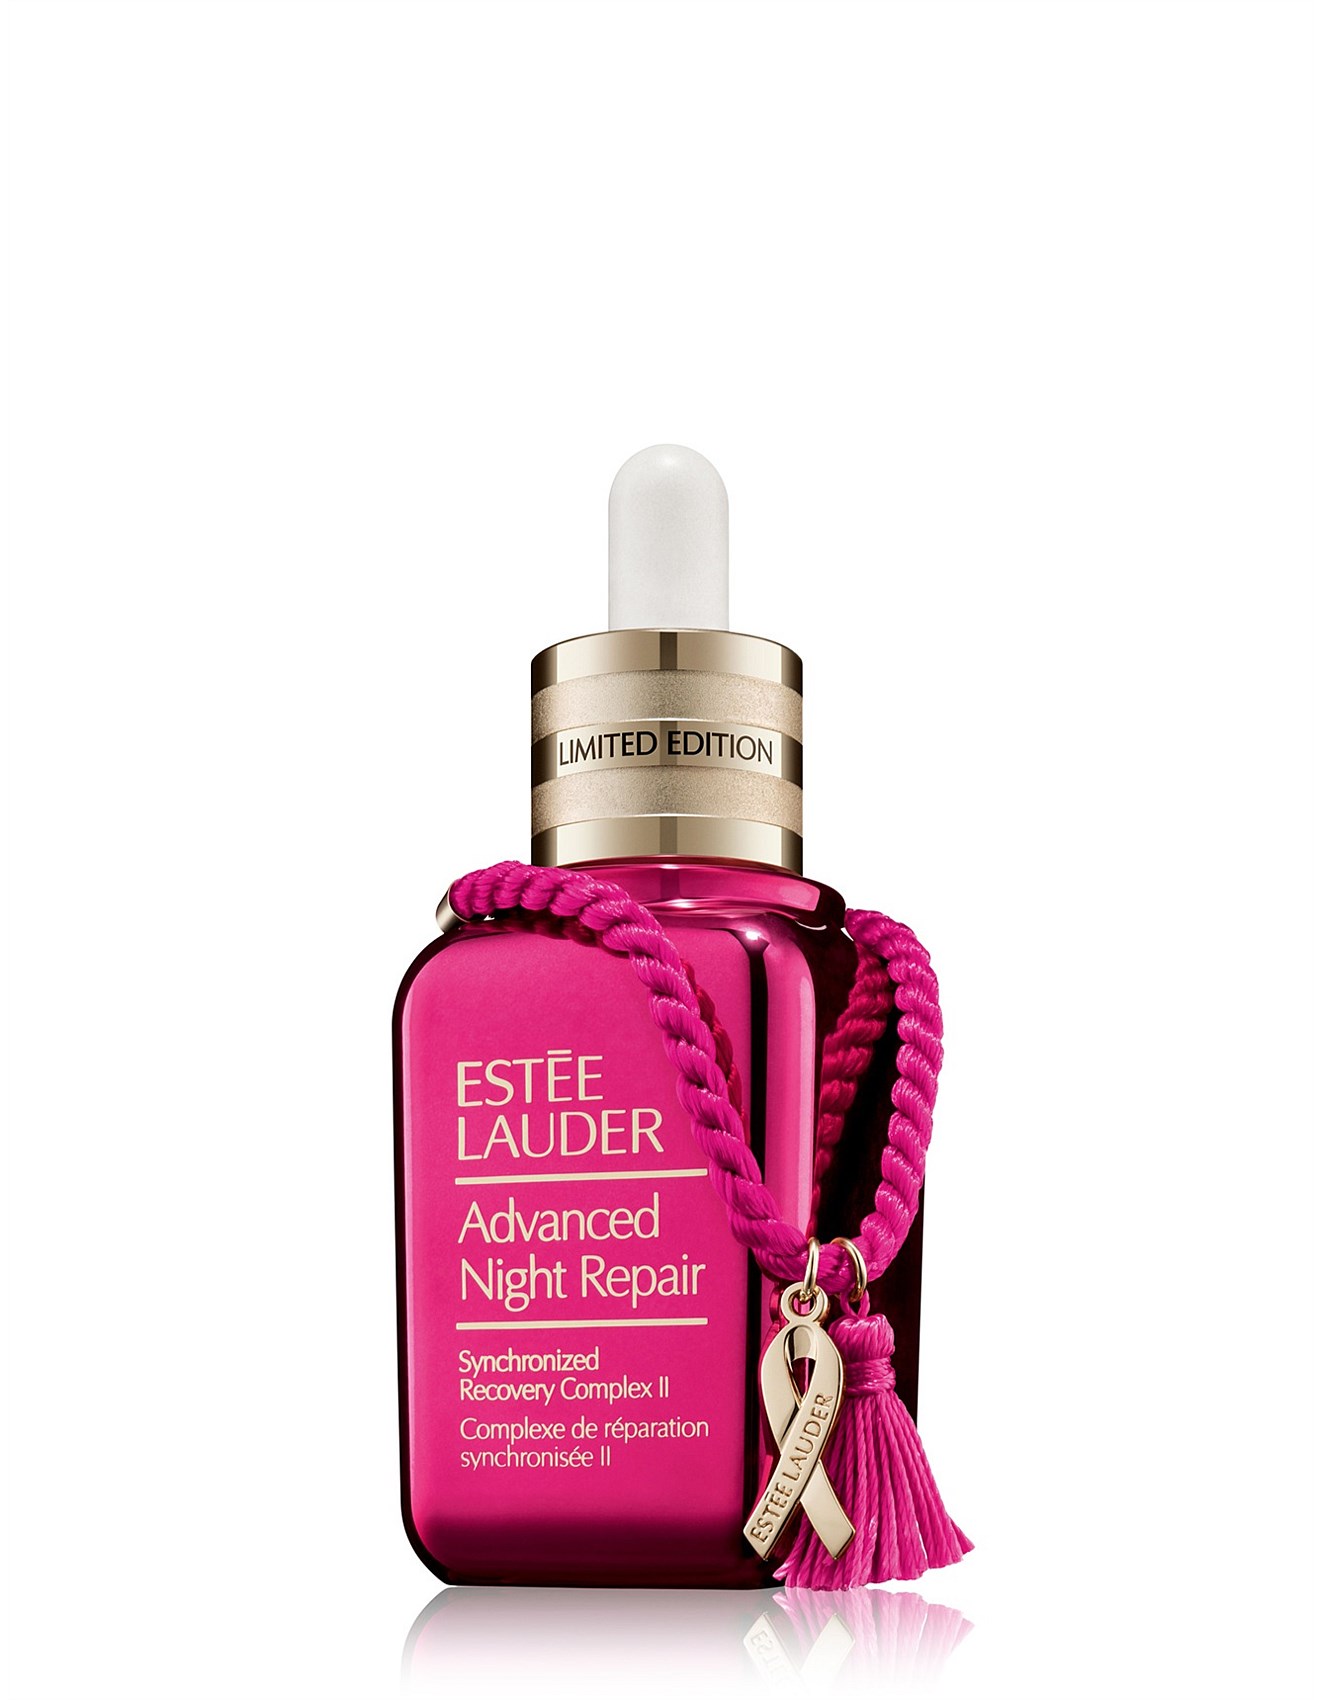 LIMITED EDITION
ESTĒE
LAUDER
Advanced
Night Repair
Synchronized
Recovery Complex II
Complexe de réparation
synchronisée II
ESTĒE LAUDER